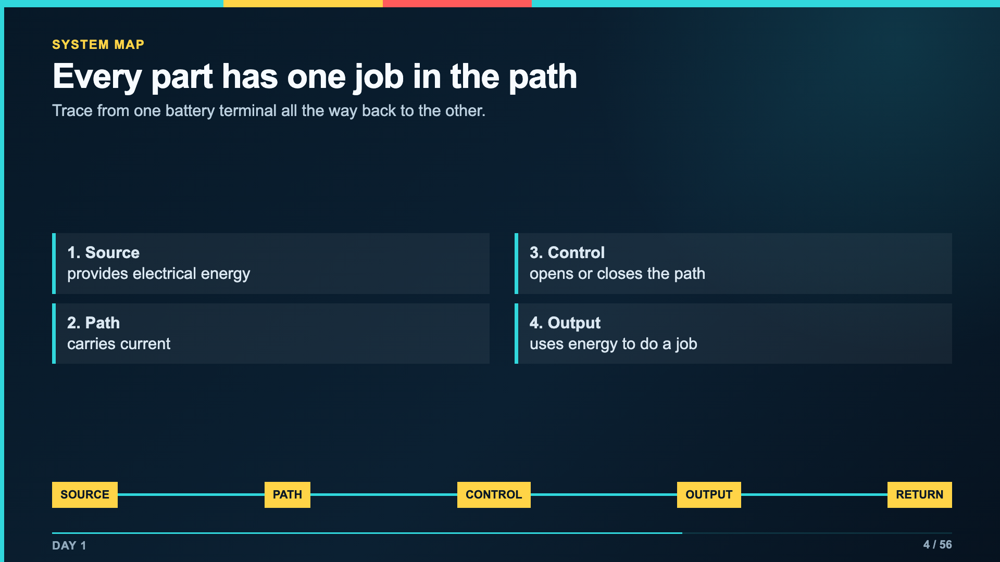 SYSTEM MAP
Every part has one job in the path
Trace from one battery terminal all the way back to the other.
1. Source
provides electrical energy
2. Path
carries current
3. Control
opens or closes the path
4. Output
uses energy to do a job
SOURCE
PATH
CONTROL
OUTPUT
RETURN
DAY 1
4 / 56